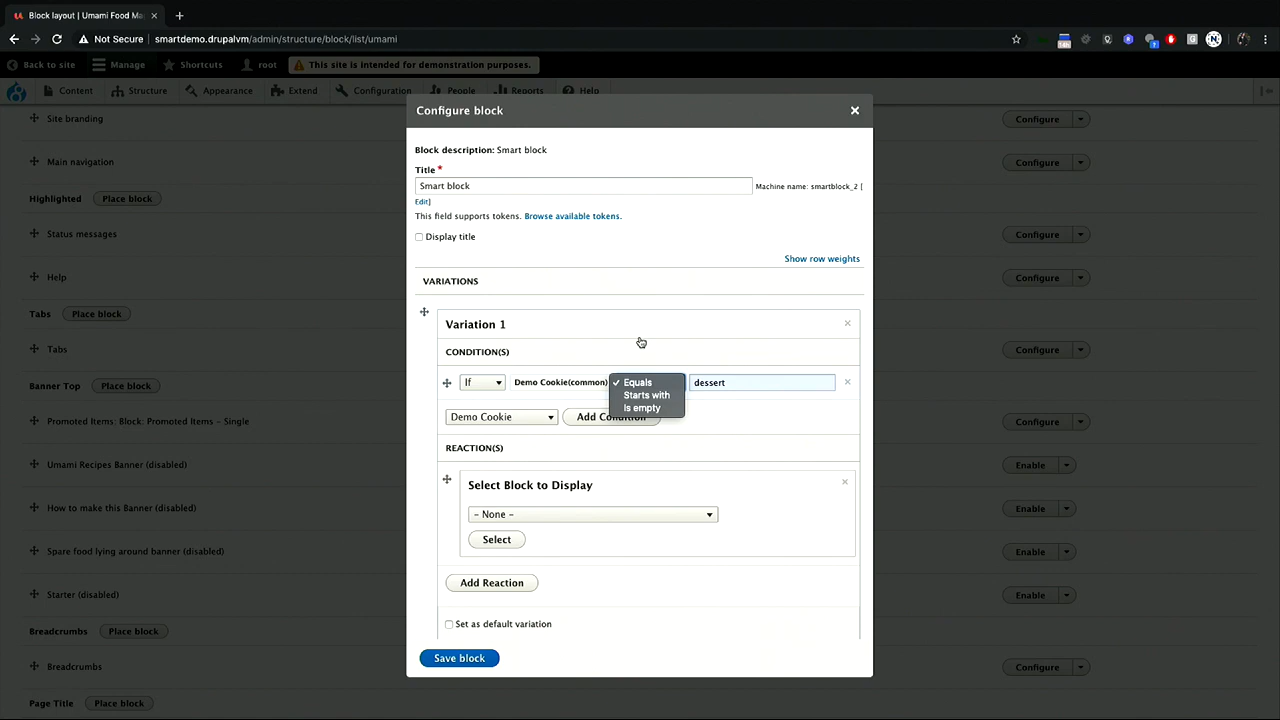 Block layout | Umami Food Ma
Not Secure smartdemo.drupalvm/admin/structure/block/list/umami
Back to site Manage Shortcuts root This site is intended for demonstration purposes.
Content Structure Appearance Extend Configuration People Reports Help
Site branding Configure
Main navigation Configure
Highlighted Place block
Status messages Configure
Help Configure
Tabs Place block
Tabs Configure
Banner Top Place block
Promoted Items: Block: Promoted Items - Single Configure
Umami Recipes Banner (disabled) Enable
How to make this Banner (disabled) Enable
Spare food lying around banner (disabled) Enable
Starter (disabled) Enable
Breadcrumbs Place block
Breadcrumbs Configure
Page Title Place block
Configure block
Block description: Smart block
Title *
Smart block Machine name: smartblock_2 [
Edit]
This field supports tokens. Browse available tokens.
Display title
Show row weights
VARIATIONS
Variation 1
CONDITION(S)
If Demo Cookie(common) Equals dessert
Starts with
Is empty
Demo Cookie Add Condition
REACTION(S)
Select Block to Display
- None -
Select
Add Reaction
Set as default variation
Save block